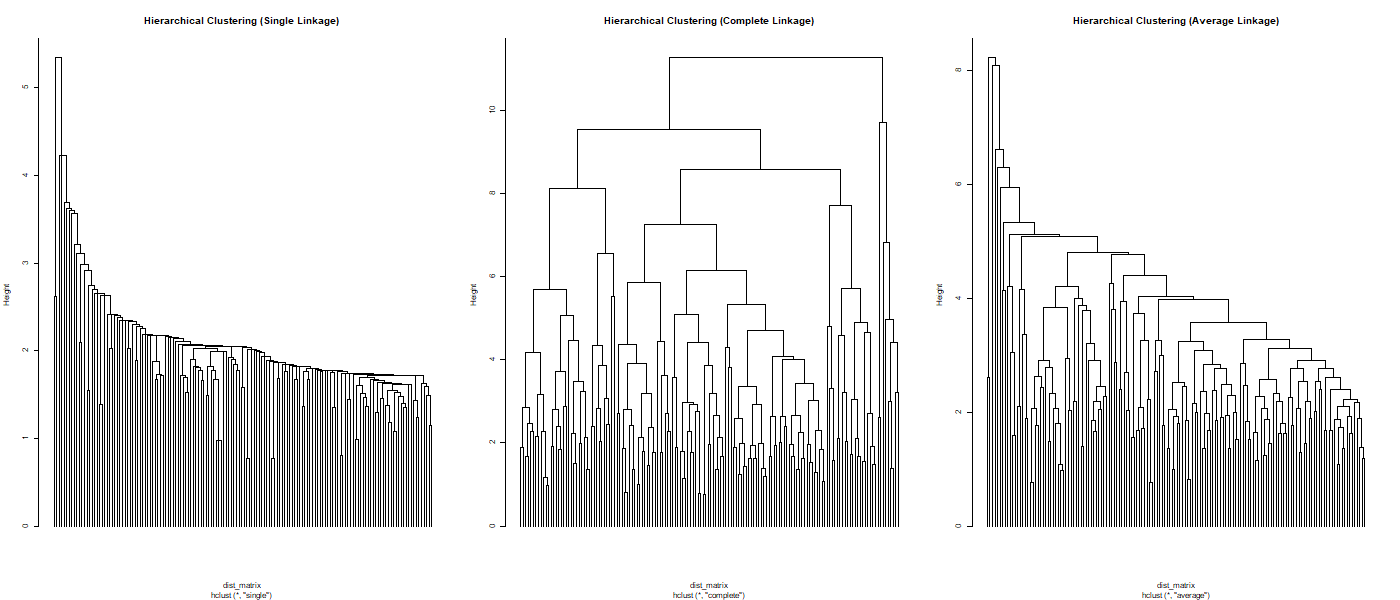 Hierarchical Clustering (Single Linkage)
Height
0
1
2
3
4
5
dist_matrix
hclust (*, "single")
Hierarchical Clustering (Complete Linkage)
Height
0
2
4
6
8
10
dist_matrix
hclust (*, "complete")
Hierarchical Clustering (Average Linkage)
Height
0
2
4
6
8
dist_matrix
hclust (*, "average")